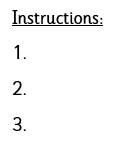 Instructions:
1.
2.
3.